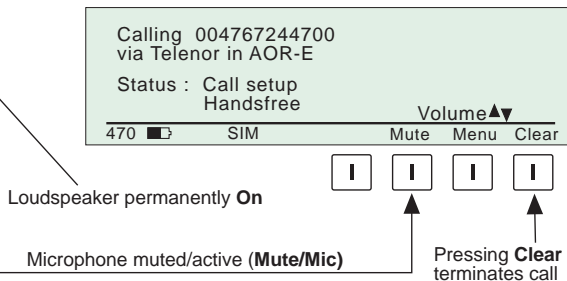 Calling 004767244700
via Telenor in AOR-E
Status : Call setup
Handsfree
Volume▲▼
470 SIM Mute Menu Clear
Loudspeaker permanently On
Microphone muted/active (Mute/Mic)
Pressing Clear
terminates call